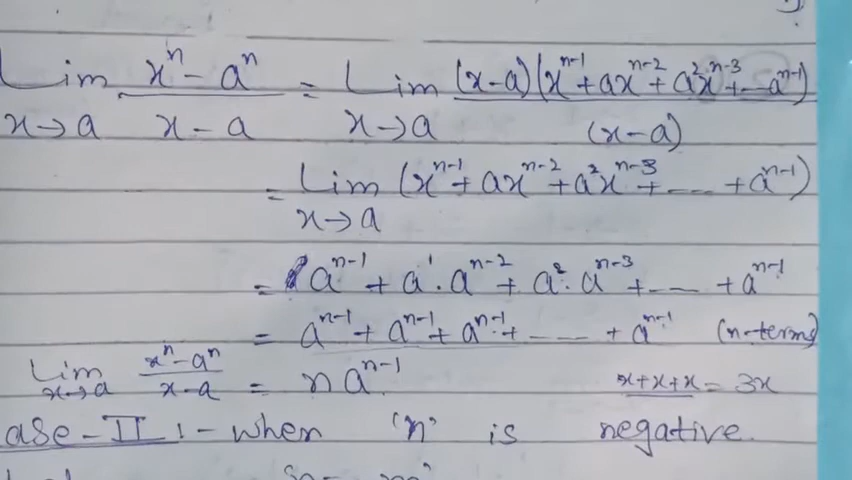 Lim x→a (xⁿ - aⁿ)/(x - a) = Lim x→a (x-a)(xⁿ⁻¹ + axⁿ⁻² + a²xⁿ⁻³ + --- aⁿ⁻¹)/(x-a)
= Lim x→a (xⁿ⁻¹ + axⁿ⁻² + a²xⁿ⁻³ + ---- + aⁿ⁻¹)
= aⁿ⁻¹ + a¹.aⁿ⁻² + a².aⁿ⁻³ + ---- + aⁿ⁻¹
= aⁿ⁻¹ + aⁿ⁻¹ + aⁿ⁻¹ + ---- + aⁿ⁻¹ (n-terms)
Lim x→a (xⁿ - aⁿ)/(x-a) = n aⁿ⁻¹ x+x+x = 3x
ase - II :- when 'n' is negative.